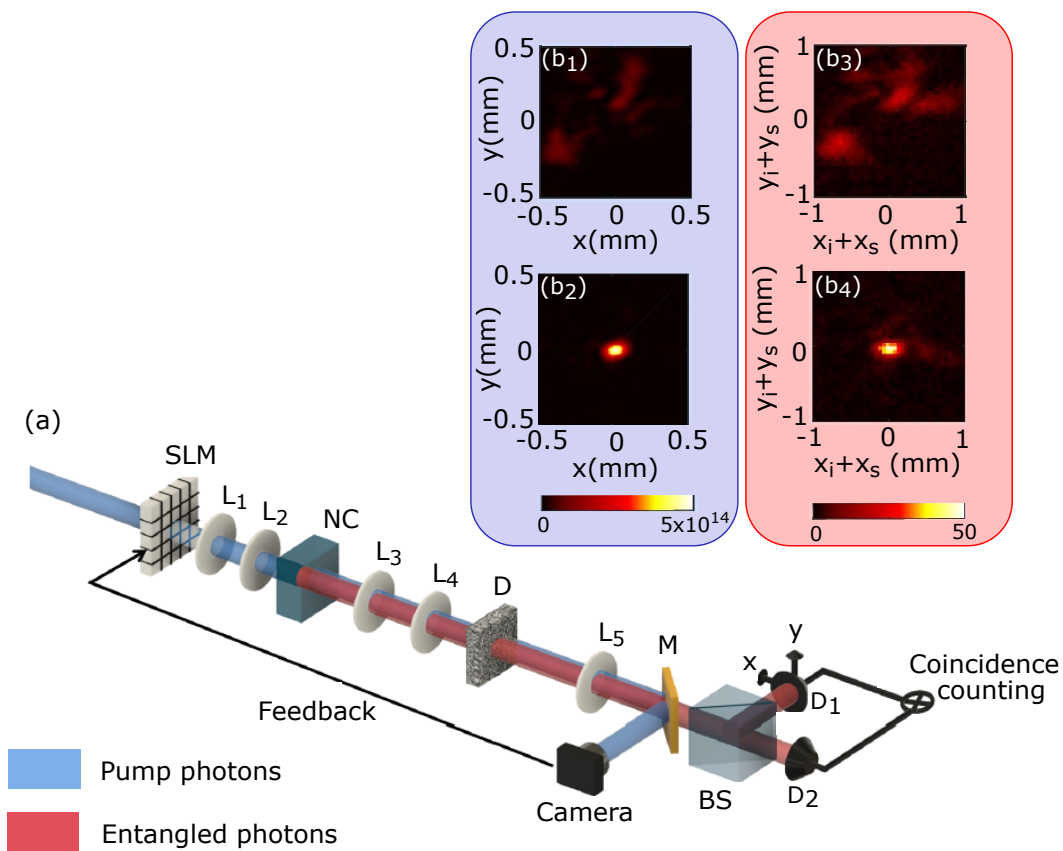 (b₁)
0.5
0
-0.5
y(mm)
-0.5 0 0.5
x(mm)
(b₃)
1
0
-1
yᵢ+yₛ (mm)
-1 0 1
xᵢ+xₛ (mm)
(b₂)
0.5
0
-0.5
y(mm)
-0.5 0 0.5
x(mm)
0 5x10¹⁴
(b₄)
1
0
-1
yᵢ+yₛ (mm)
-1 0 1
xᵢ+xₛ (mm)
0 50
(a)
SLM
L₁
L₂
NC
L₃
L₄
D
L₅
M
x
y
D₁
Coincidence
counting
BS
D₂
Camera
Feedback
Pump photons
Entangled photons